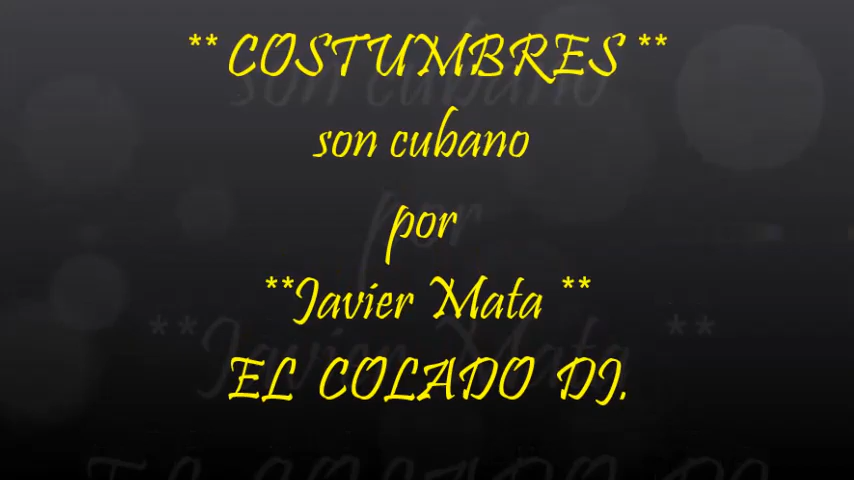 ** COSTUMBRES **
son cubano
por
**Javier Mata **
EL COLADO DJ.